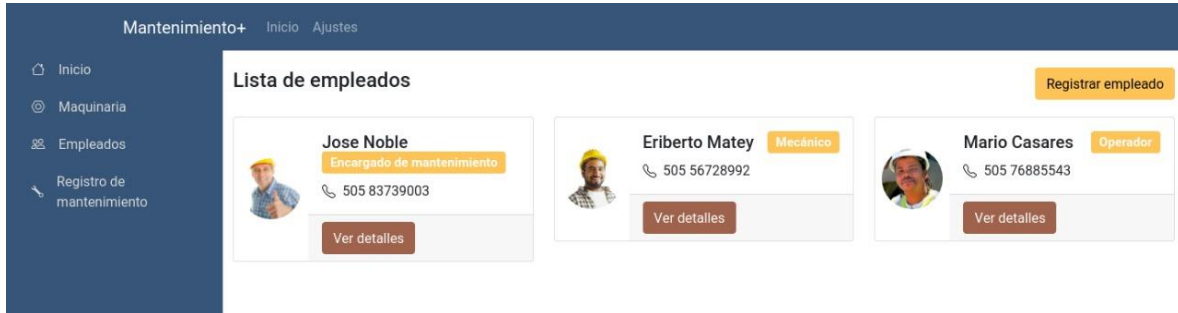 Mantenimiento+ Inicio Ajustes
Inicio
Maquinaria
Empleados
Registro de
mantenimiento
Lista de empleados
Registrar empleado
Jose Noble
Encargado de mantenimiento
505 83739003
Ver detalles
Eriberto Matey Mecánico
505 56728992
Ver detalles
Mario Casares Operador
505 76885543
Ver detalles